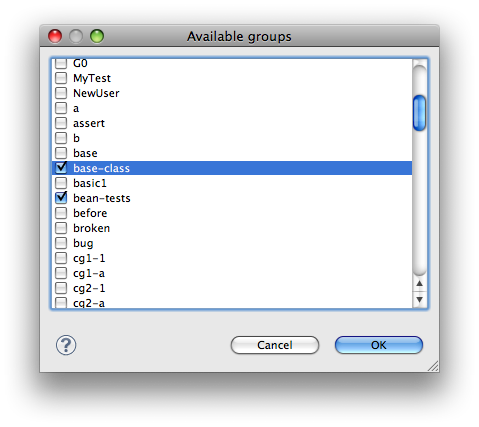 Available groups
G0
MyTest
NewUser
a
assert
b
base
base-class
basic1
bean-tests
before
broken
bug
cg1-1
cg1-a
cg2-1
cg2-a
?
Cancel
OK